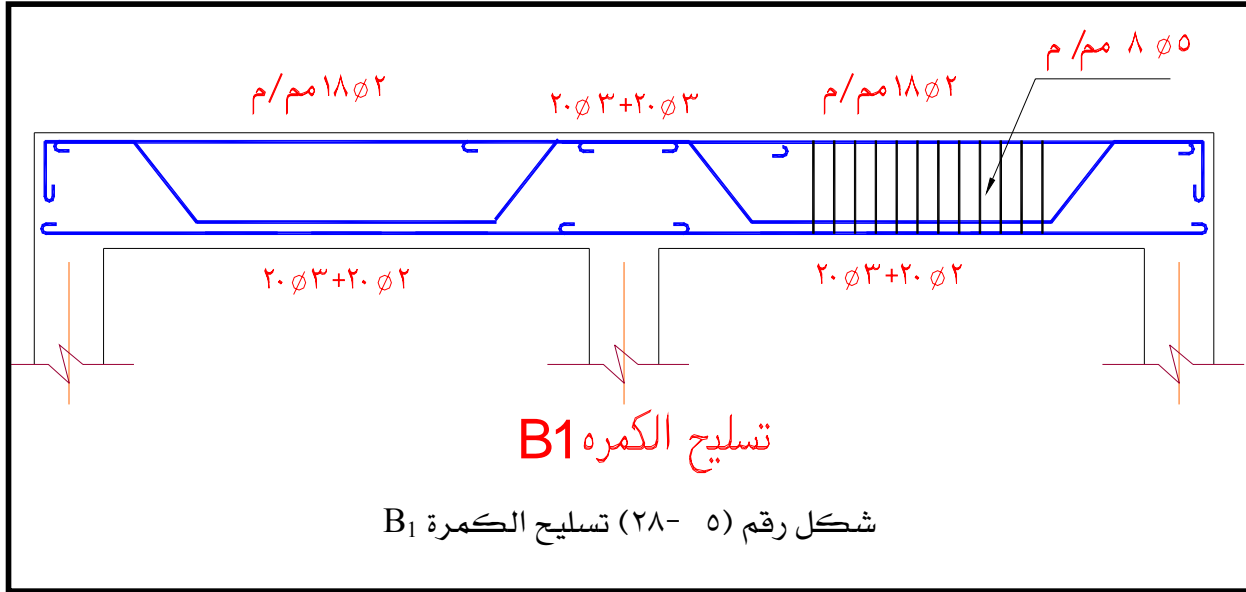 ٥ ∅ ٨ مم/ م
٢ ∅ ١٨ مم/م
٣ ∅ ٢٠+٣ ∅ ٢٠
٢ ∅ ١٨ مم/م
٢ ∅ ٢٠+٣ ∅ ٢٠
٢ ∅ ٢٠+٣ ∅ ٢٠
تسليح الكمره B1
شكل رقم (٥ -٢٨) تسليح الكمرة B₁